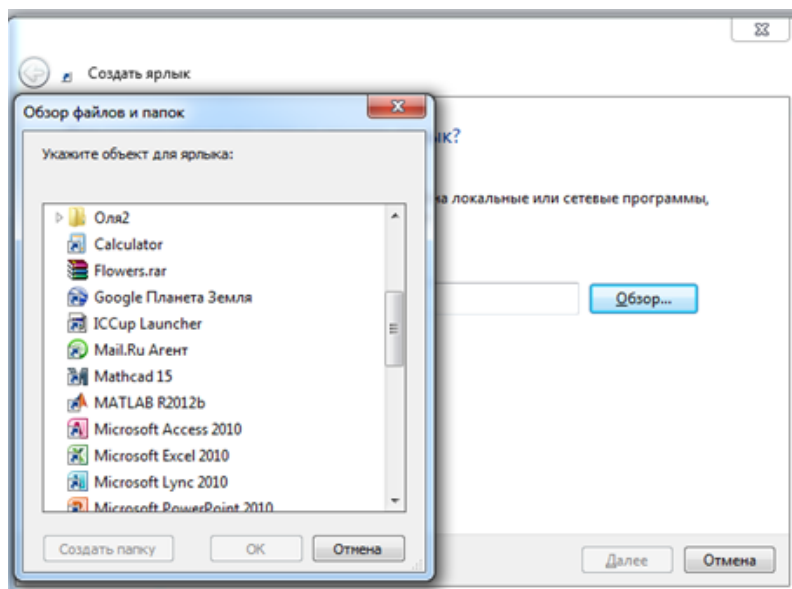 Создать ярлык
Обзор файлов и папок
ык?
Укажите объект для ярлыка:
на локальные или сетевые программы,
Оля2
Calculator
Flowers.rar
Google Планета Земля
ICCup Launcher
Mail.Ru Агент
Mathcad 15
MATLAB R2012b
Microsoft Access 2010
Microsoft Excel 2010
Microsoft Lync 2010
Microsoft PowerPoint 2010
Обзор...
Создать папку
ОК
Отмена
Далее
Отмена